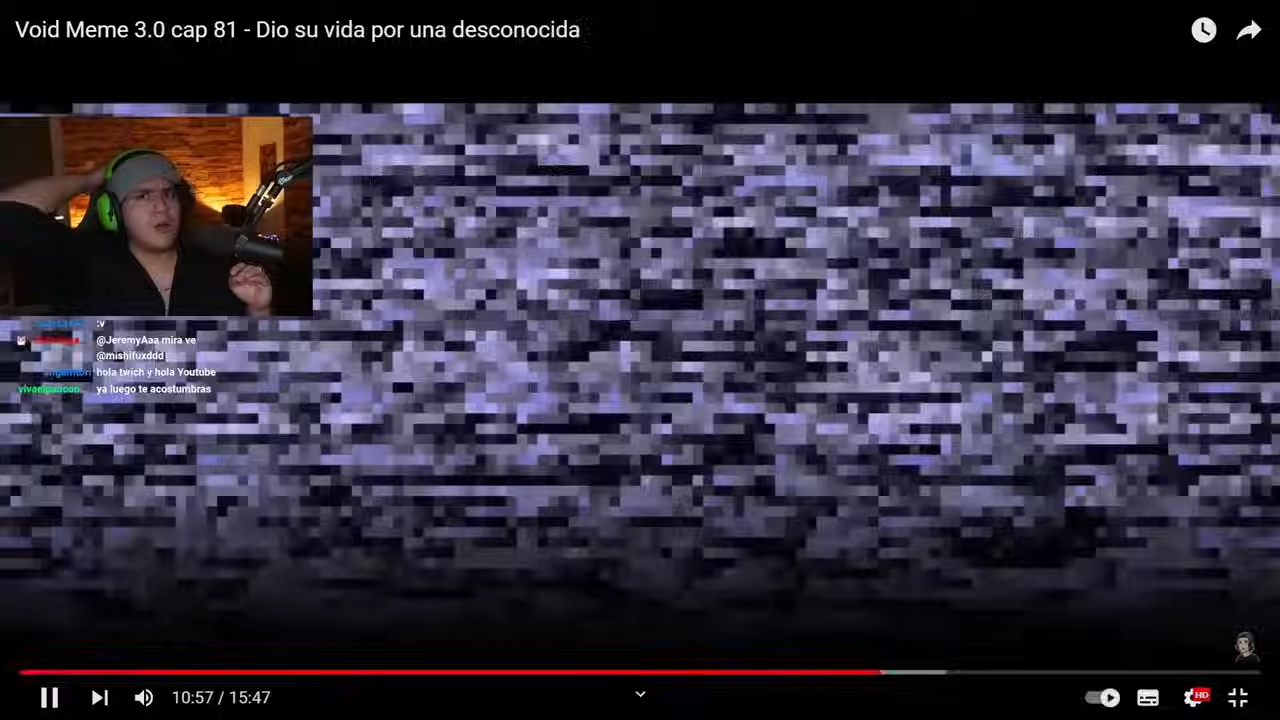 Void Meme 3.0 cap 81 - Dio su vida por una desconocida
:v
@JeremyAaa mira ve
@mishifuxddd
hola twich y hola Youtube
ya luego te acostumbras
10:57 / 15:47
HD